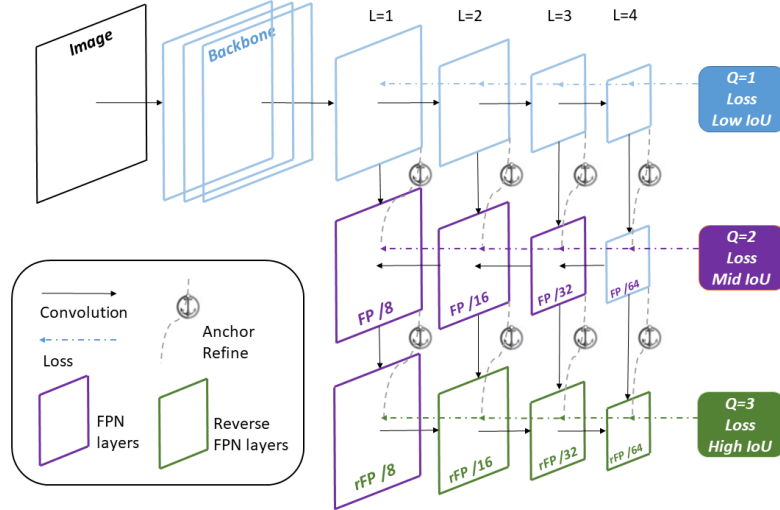 L=1
L=2
L=3
L=4
Image
Backbone
Q=1
Loss
Low IoU
Q=2
Loss
Mid IoU
FP /8
FP /16
FP /32
FP /64
Convolution
Loss
Anchor
Refine
FPN
layers
Reverse
FPN layers
Q=3
Loss
High IoU
rFP /8
rFP /16
rFP /32
rFP /64